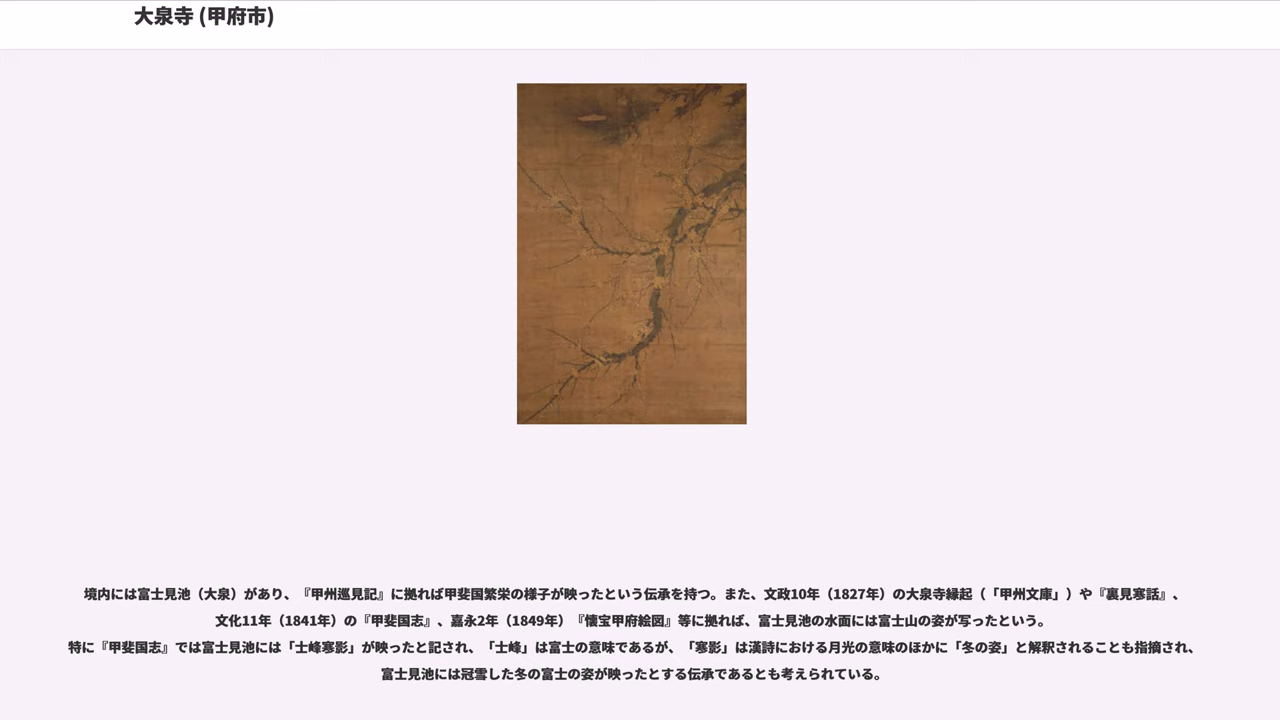 大泉寺 (甲府市)
境内には富士見池（大泉）があり、『甲州巡見記』に拠れば甲斐国繁栄の様子が映ったという伝承を持つ。また、文政10年（1827年）の大泉寺縁起（「甲州文庫」）や『裏見寒話』、
文化11年（1841年）の『甲斐国志』、嘉永2年（1849年）『懐宝甲府絵図』等に拠れば、富士見池の水面には富士山の姿が写ったという。
特に『甲斐国志』では富士見池には「士峰寒影」が映ったと記され、「士峰」は富士の意味であるが、「寒影」は漢詩における月光の意味のほかに「冬の姿」と解釈されることも指摘され、
富士見池には冠雪した冬の富士の姿が映ったとする伝承であるとも考えられている。